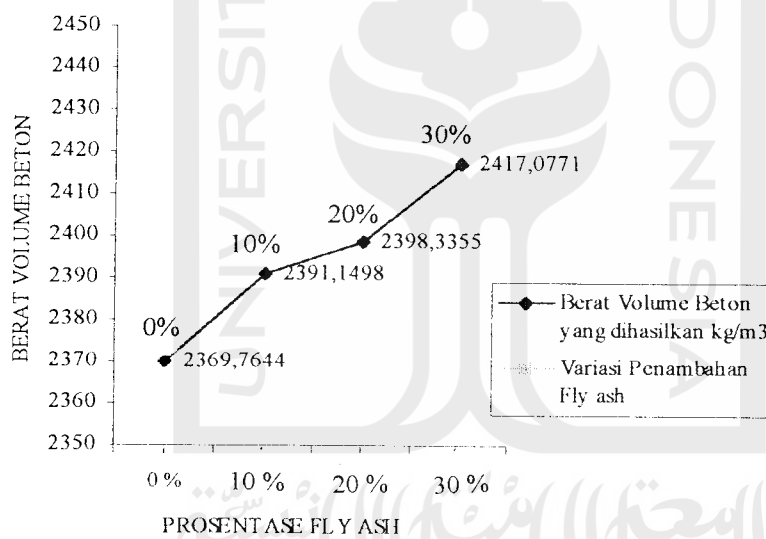 BERAT VOLUME BETON
2450
2440
2430
2420
2410
2400
2390
2380
2370
2360
2350
0%
10%
20%
30%
2369,7644
2391,1498
2398,3355
2417,0771
0 %
10 %
20 %
30 %
PROSENTASE FLY ASH
Berat Volume Beton
yang dihasilkan kg/m3
Variasi Penambahan
Fly ash
UNIVERSIT
DONESIA